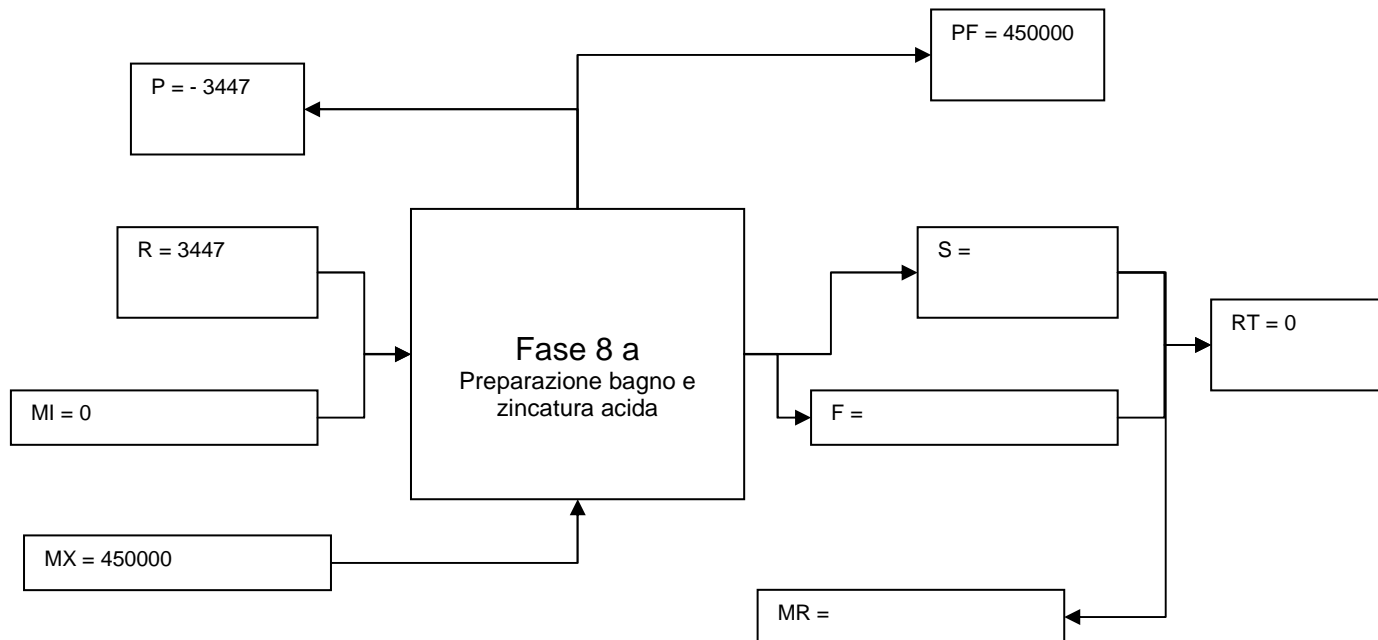 PF = 450000
P = - 3447
R = 3447
S =
RT = 0
Fase 8 a
Preparazione bagno e
zincatura acida
MI = 0
F =
MX = 450000
MR =